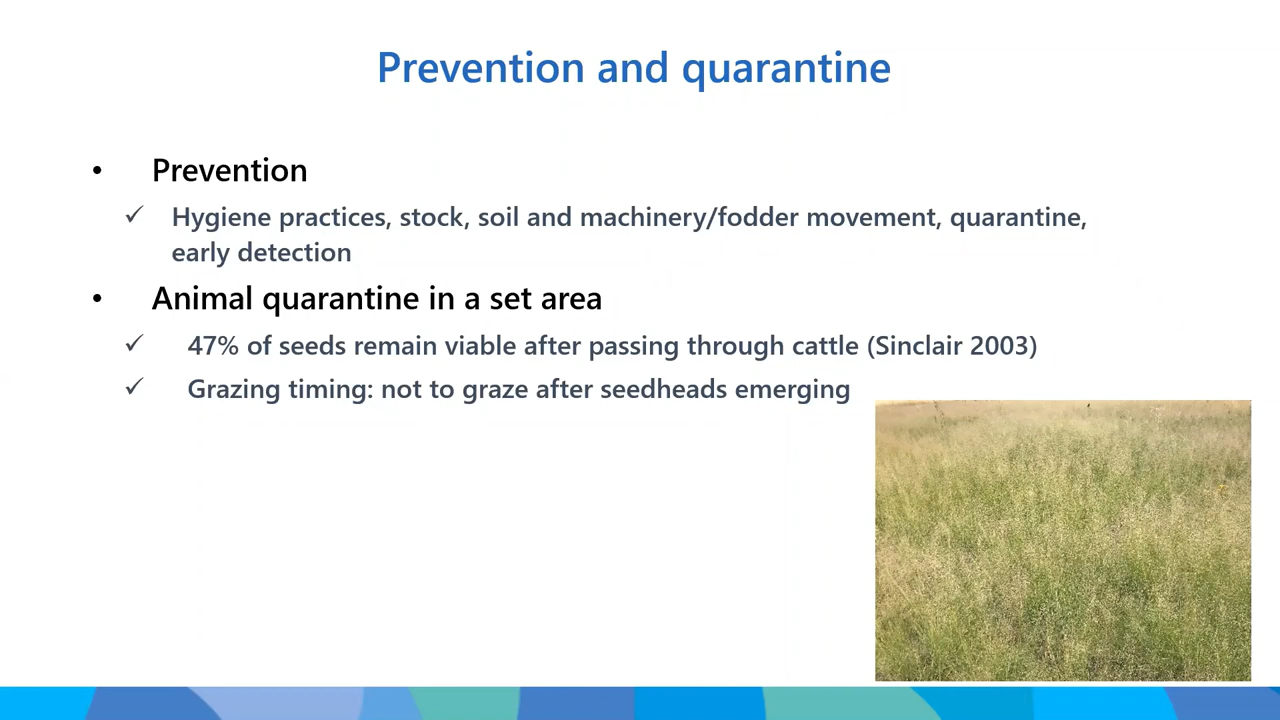 Prevention and quarantine
• Prevention
✓ Hygiene practices, stock, soil and machinery/fodder movement, quarantine,
early detection
• Animal quarantine in a set area
✓ 47% of seeds remain viable after passing through cattle (Sinclair 2003)
✓ Grazing timing: not to graze after seedheads emerging